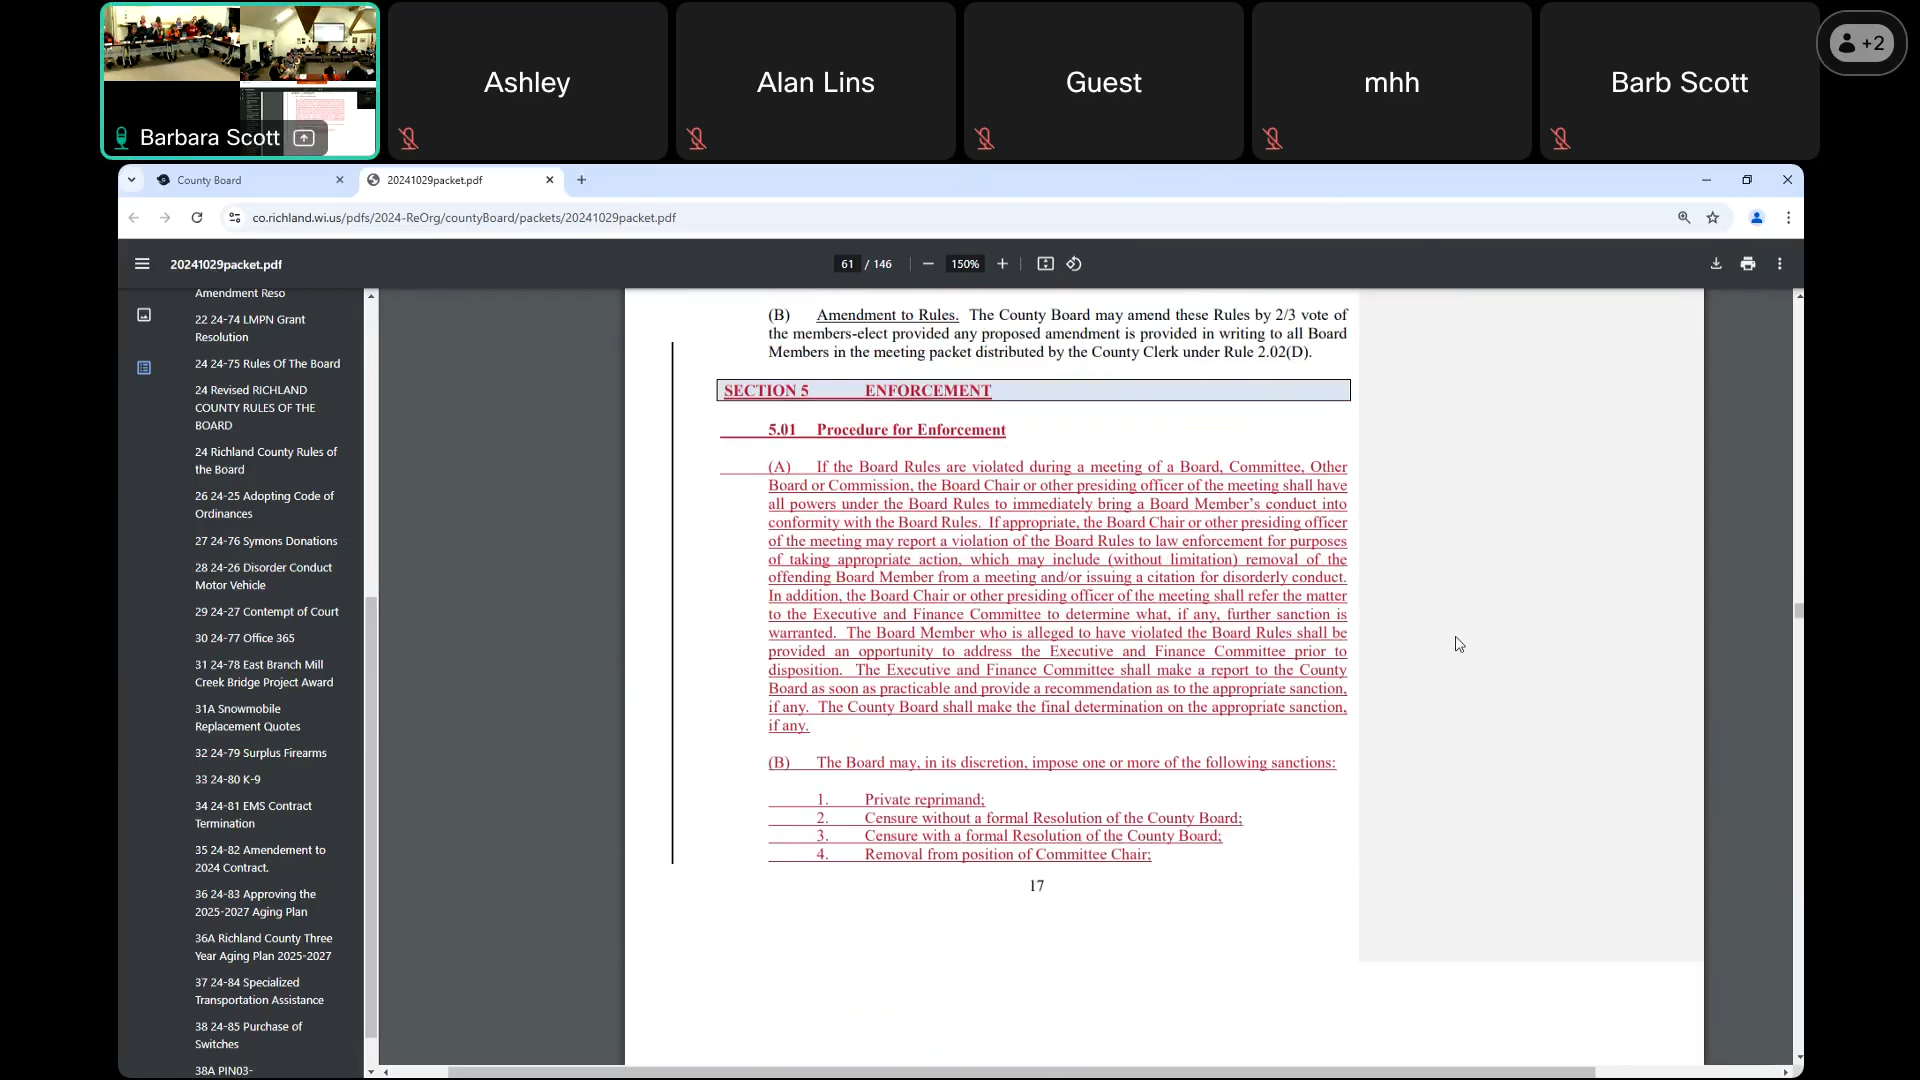 Barbara Scott
Ashley
Alan Lins
Guest
mhh
Barb Scott
+2
County Board
20241029packet.pdf
co.richland.wi.us/pdfs/2024-ReOrg/countyBoard/packets/20241029packet.pdf
20241029packet.pdf
61 / 146
150%
Amendment Reso
22 24-74 LMPN Grant
Resolution
24 24-75 Rules Of The Board
24 Revised RICHLAND
COUNTY RULES OF THE
BOARD
24 Richland County Rules of
the Board
26 24-25 Adopting Code of
Ordinances
27 24-76 Symons Donations
28 24-26 Disorder Conduct
Motor Vehicle
29 24-27 Contempt of Court
30 24-77 Office 365
31 24-78 East Branch Mill
Creek Bridge Project Award
31A Snowmobile
Replacement Quotes
32 24-79 Surplus Firearms
33 24-80 K-9
34 24-81 EMS Contract
Termination
35 24-82 Amendement to
2024 Contract.
36 24-83 Approving the
2025-2027 Aging Plan
36A Richland County Three
Year Aging Plan 2025-2027
37 24-84 Specialized
Transportation Assistance
38 24-85 Purchase of
Switches
38A PIN03-
(B) Amendment to Rules. The County Board may amend these Rules by 2/3 vote of
the members-elect provided any proposed amendment is provided in writing to all Board
Members in the meeting packet distributed by the County Clerk under Rule 2.02(D).
SECTION 5 ENFORCEMENT
5.01 Procedure for Enforcement
(A) If the Board Rules are violated during a meeting of a Board, Committee, Other
Board or Commission, the Board Chair or other presiding officer of the meeting shall have
all powers under the Board Rules to immediately bring a Board Member's conduct into
conformity with the Board Rules. If appropriate, the Board Chair or other presiding officer
of the meeting may report a violation of the Board Rules to law enforcement for purposes
of taking appropriate action, which may include (without limitation) removal of the
offending Board Member from a meeting and/or issuing a citation for disorderly conduct.
In addition, the Board Chair or other presiding officer of the meeting shall refer the matter
to the Executive and Finance Committee to determine what, if any, further sanction is
warranted. The Board Member who is alleged to have violated the Board Rules shall be
provided an opportunity to address the Executive and Finance Committee prior to
disposition. The Executive and Finance Committee shall make a report to the County
Board as soon as practicable and provide a recommendation as to the appropriate sanction,
if any. The County Board shall make the final determination on the appropriate sanction,
if any.
(B) The Board may, in its discretion, impose one or more of the following sanctions:
1. Private reprimand;
2. Censure without a formal Resolution of the County Board;
3. Censure with a formal Resolution of the County Board;
4. Removal from position of Committee Chair;
17